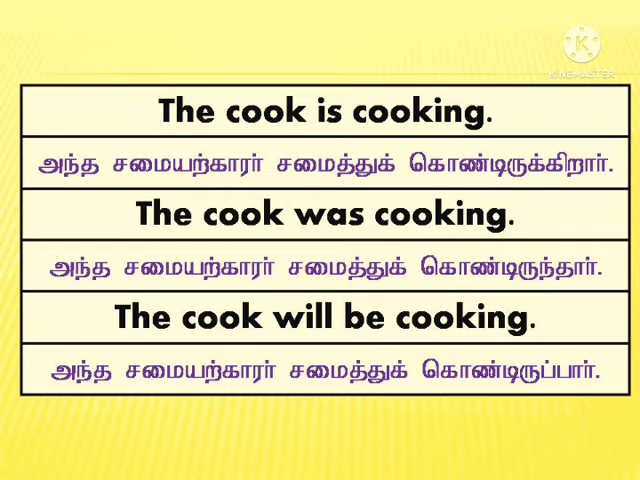 K
KINEMASTER
The cook is cooking.
அந்த சமையற்காரர் சமைத்துக் கொண்டிருக்கிறார்.
The cook was cooking.
அந்த சமையற்காரர் சமைத்துக் கொண்டிருந்தார்.
The cook will be cooking.
அந்த சமையற்காரர் சமைத்துக் கொண்டிருப்பார்.